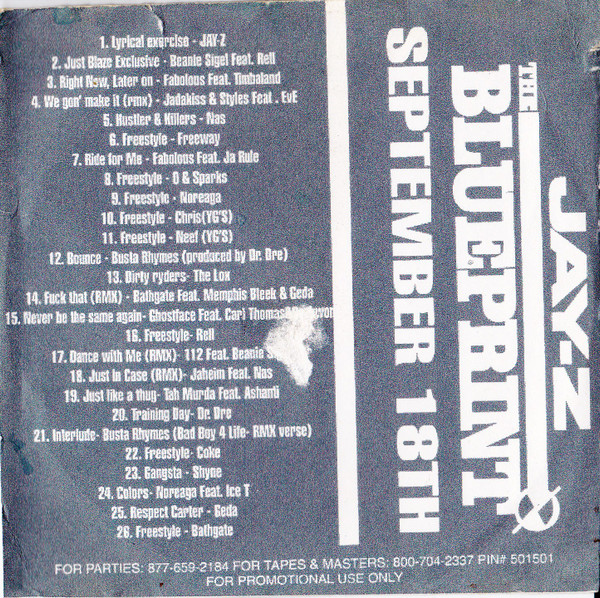 1. Lyrical exercise - JAY-Z
2. Just Blaze Exclusive - Beanie Sigel Feat. Rell
3. Right Now, Later on - Fabolous Feat. Timbaland
4. We gon' make it (rmx) - Jadakiss & Styles Feat . EvE
5. Hustler & Killers - Nas
6. Freestyle - Freeway
7. Ride for Me - Fabolous Feat. Ja Rule
8. Freestyle - O & Sparks
9. Freestyle - Noreaga
10. Freestyle - Chris(YG'S)
11. Freestyle - Neef (YG'S)
12. Bounce - Busta Rhymes (produced by Dr. Dre)
13. Dirty ryders- The Lox
14. Fuck that (RMX) - Bathgate Feat. Memphis Bleek & Geda
15. Never be the same again- Ghostface Feat. Carl Thomas
16. Freestyle- Rell
17. Dance with Me (RMX)- 112 Feat. Beanie
18. Just in Case (RMX)- Jaheim Feat. Nas
19. Just like a thug- Tah Murda Feat. Ashanti
20. Training Day- Dr. Dre
21. Interlude- Busta Rhymes (Bad Boy 4 Life- RMX verse)
22. Freestyle- Coke
23. Gangsta - Shyne
24. Colors- Noreaga Feat. Ice T
25. Respect Carter - Geda
26. Freestyle - Bathgate
JAY-Z
THE
BLUEPRINT
SEPTEMBER 18TH
FOR PARTIES: 877-659-2184 FOR TAPES & MASTERS: 800-704-2337 PIN# 501501
FOR PROMOTIONAL USE ONLY